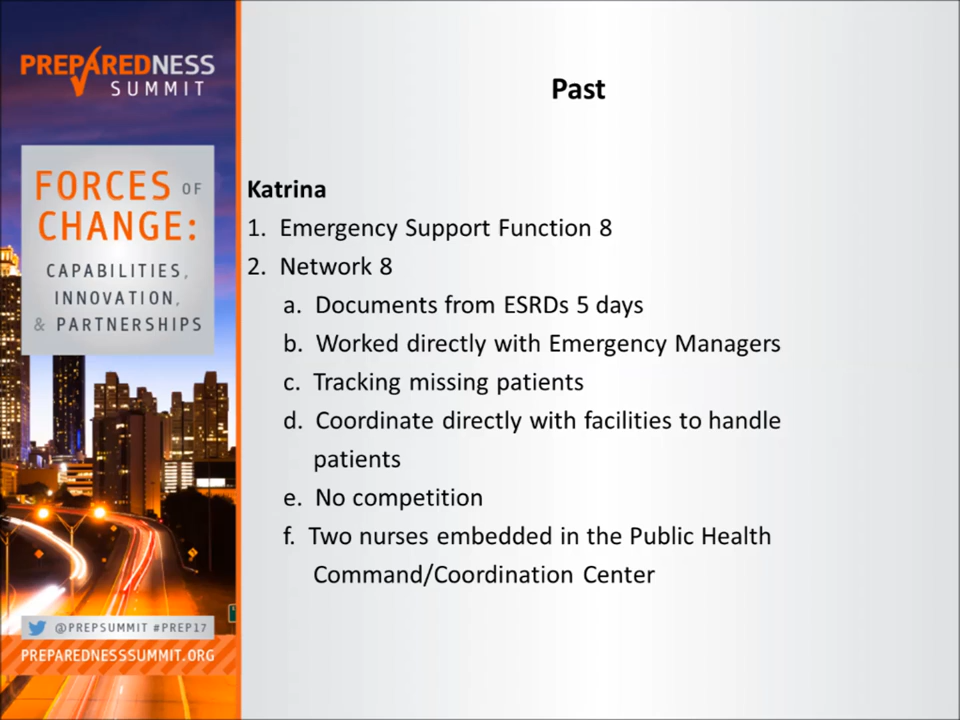 PREPAREDNESS
SUMMIT
FORCES OF
CHANGE:
CAPABILITIES,
INNOVATION,
& PARTNERSHIPS
@PREPSUMMIT #PREP17
PREPAREDNESSSUMMIT.ORG
Past
Katrina
1. Emergency Support Function 8
2. Network 8
a. Documents from ESRDs 5 days
b. Worked directly with Emergency Managers
c. Tracking missing patients
d. Coordinate directly with facilities to handle
patients
e. No competition
f. Two nurses embedded in the Public Health
Command/Coordination Center